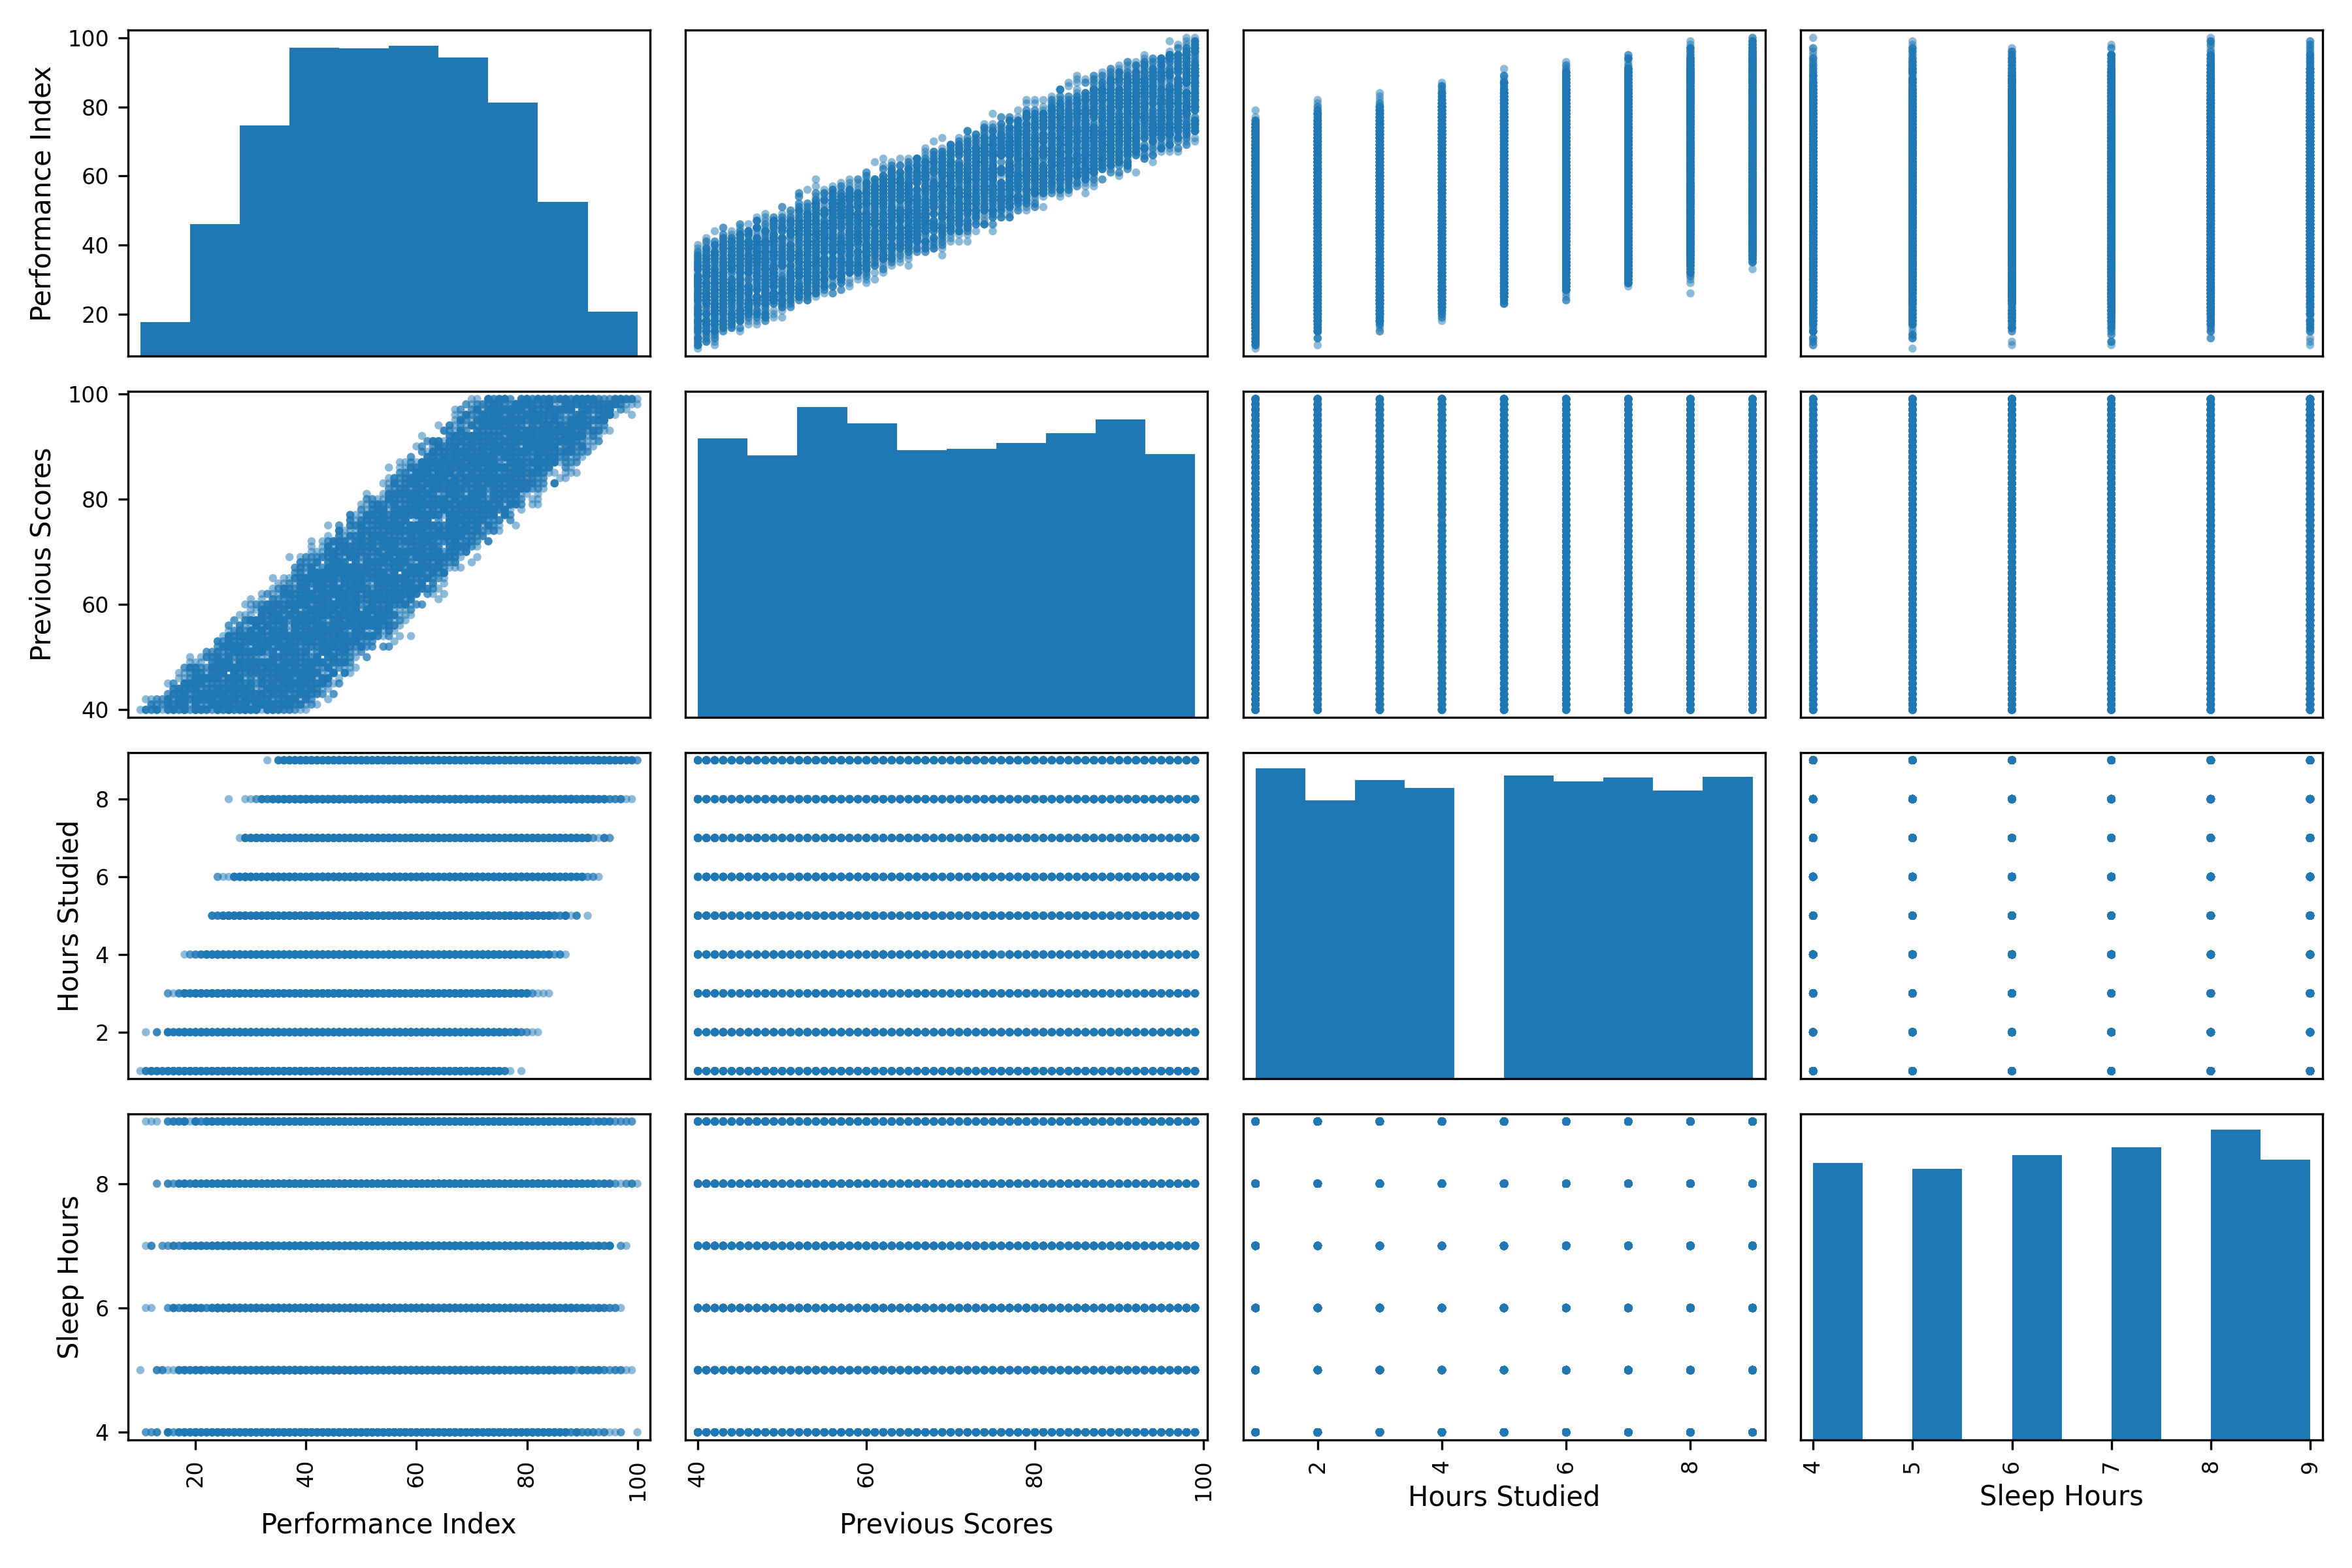 Performance Index
100
80
60
40
20
Previous Scores
100
80
60
40
Hours Studied
8
6
4
2
Sleep Hours
8
6
4
20 40 60 80 100
40 60 80 100
2 4 6 8
4 5 6 7 8 9
Performance Index
Previous Scores
Hours Studied
Sleep Hours